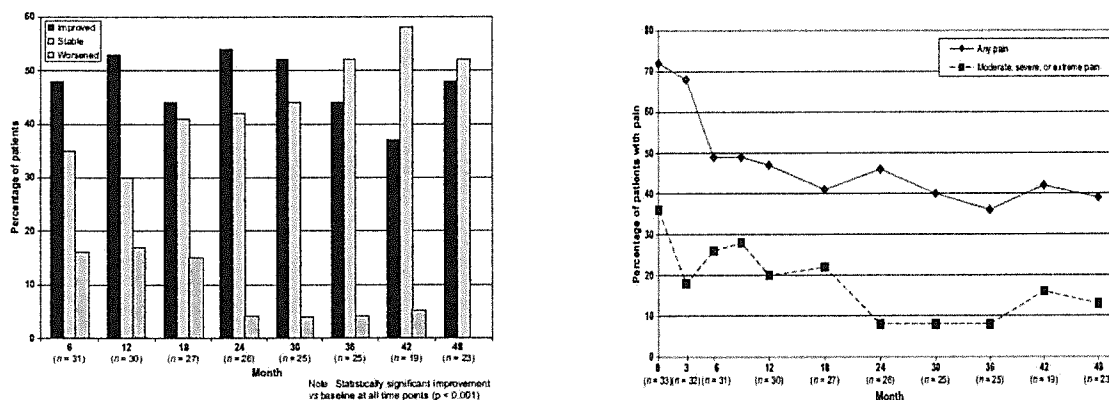 60
50
40
30
20
10
0
Percentage of patients
Improved
Stable
Worsened
6 12 18 24 30 36 42 48
(n = 31) (n = 30) (n = 27) (n = 26) (n = 25) (n = 25) (n = 19) (n = 23)
Month
Note Statistically significant improvement
vs baseline at all time points (p < 0.001)
80
70
60
50
40
30
20
10
0
Percentage of patients with pain
Any pain
Moderate, severe, or extreme pain
0 3 6 12 18 24 30 36 42 48
(n = 33) (n = 32) (n = 31) (n = 30) (n = 27) (n = 26) (n = 25) (n = 25) (n = 19) (n = 23)
Month